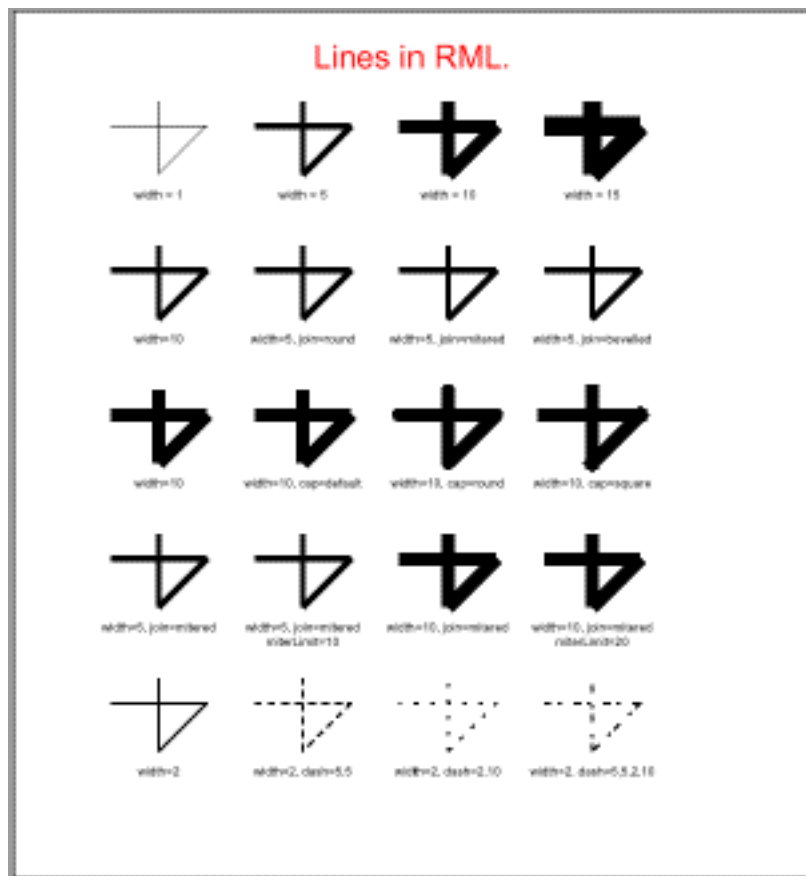 Lines in RML.
width = 1
width = 5
width = 10
width = 15
width=10
width=5, join=round
width=5, join=mitered
width=5, join=bevelled
width=10
width=10, cap=default
width=10, cap=round
width=10, cap=square
width=5, join=mitered
width=5, join=mitered
miterLimit=10
width=10, join=mitered
width=10, join=mitered
miterLimit=20
width=2
width=2, dash=5,5
width=2, dash=2,10
width=2, dash=5,5,2,10